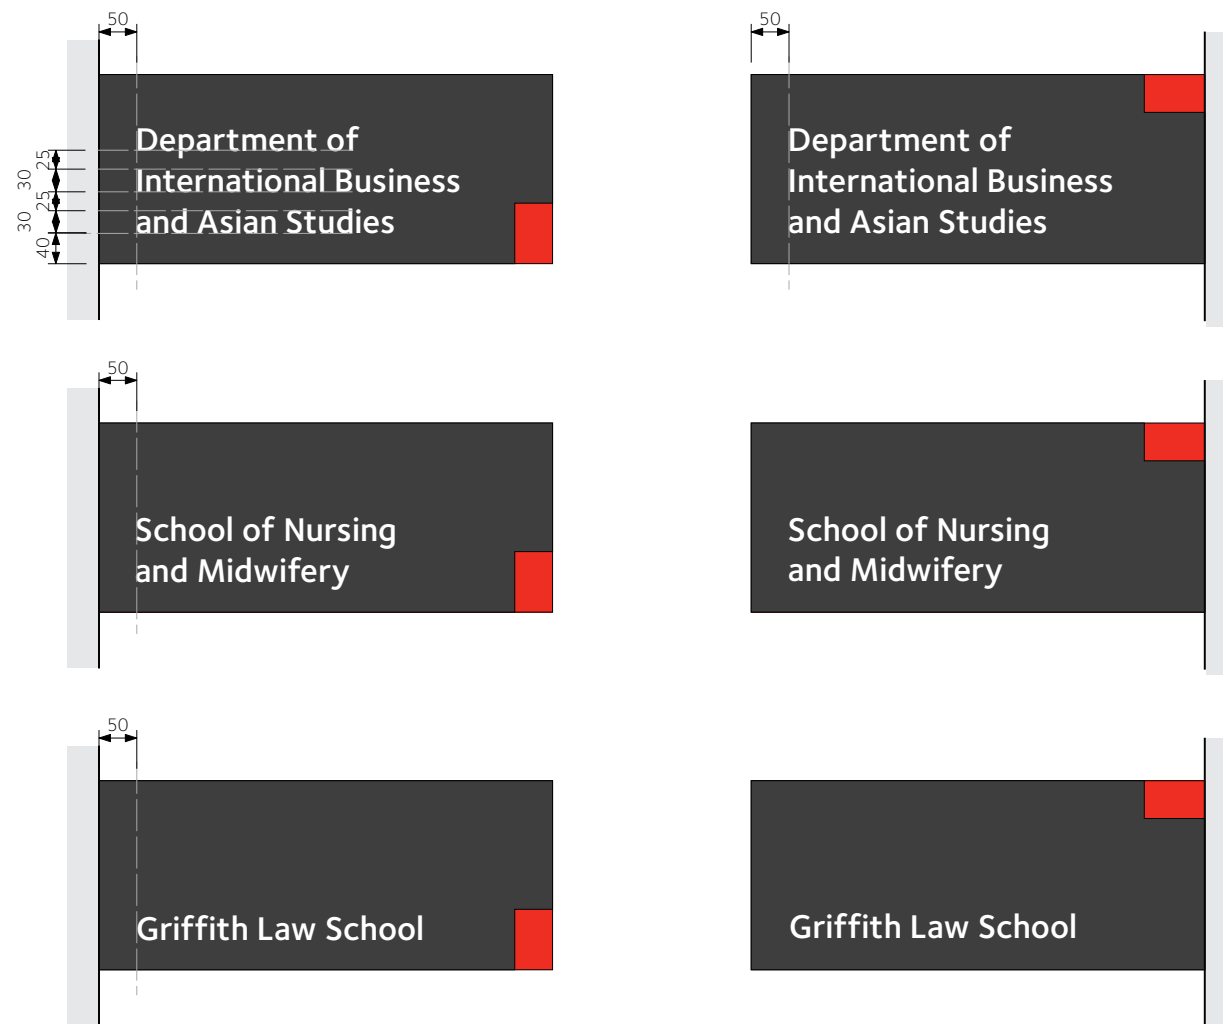 50
50
Department of
International Business
and Asian Studies
25
30
25
30
40
Department of
International Business
and Asian Studies
50
School of Nursing
and Midwifery
School of Nursing
and Midwifery
50
Griffith Law School
Griffith Law School